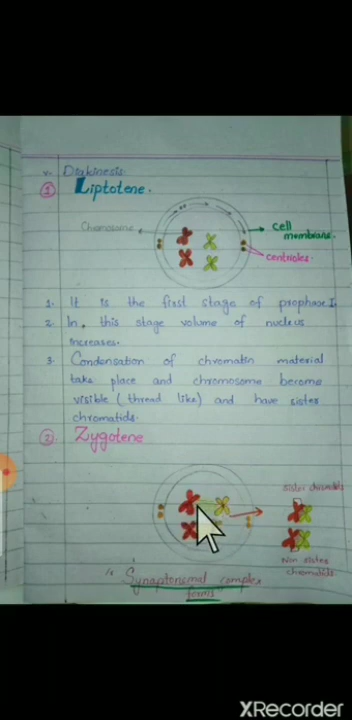 v. Diakinesis.
① Liptotene.
Chromosome
cell
membrane.
centrioles.
1. It is the first stage of prophase I.
2. In, this stage volume of nucleus
increases.
3. Condensation of chromatin material
take place and chromosome become
visible (thread like) and have sister
chromatids.
②. Zygotene
sister chromatids
Non sister
chromatids.
"Synaptonemal complex
forms"
XRecorder